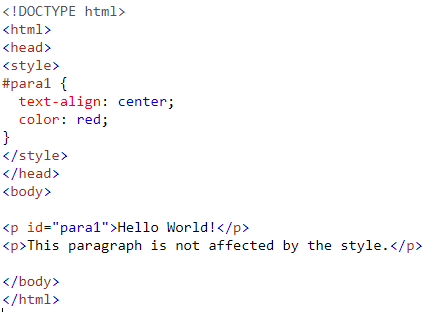 <!DOCTYPE html>
<html>
<head>
<style>
#para1 {
  text-align: center;
  color: red;
}
</style>
</head>
<body>

<p id="para1">Hello World!</p>
<p>This paragraph is not affected by the style.</p>

</body>
</html>